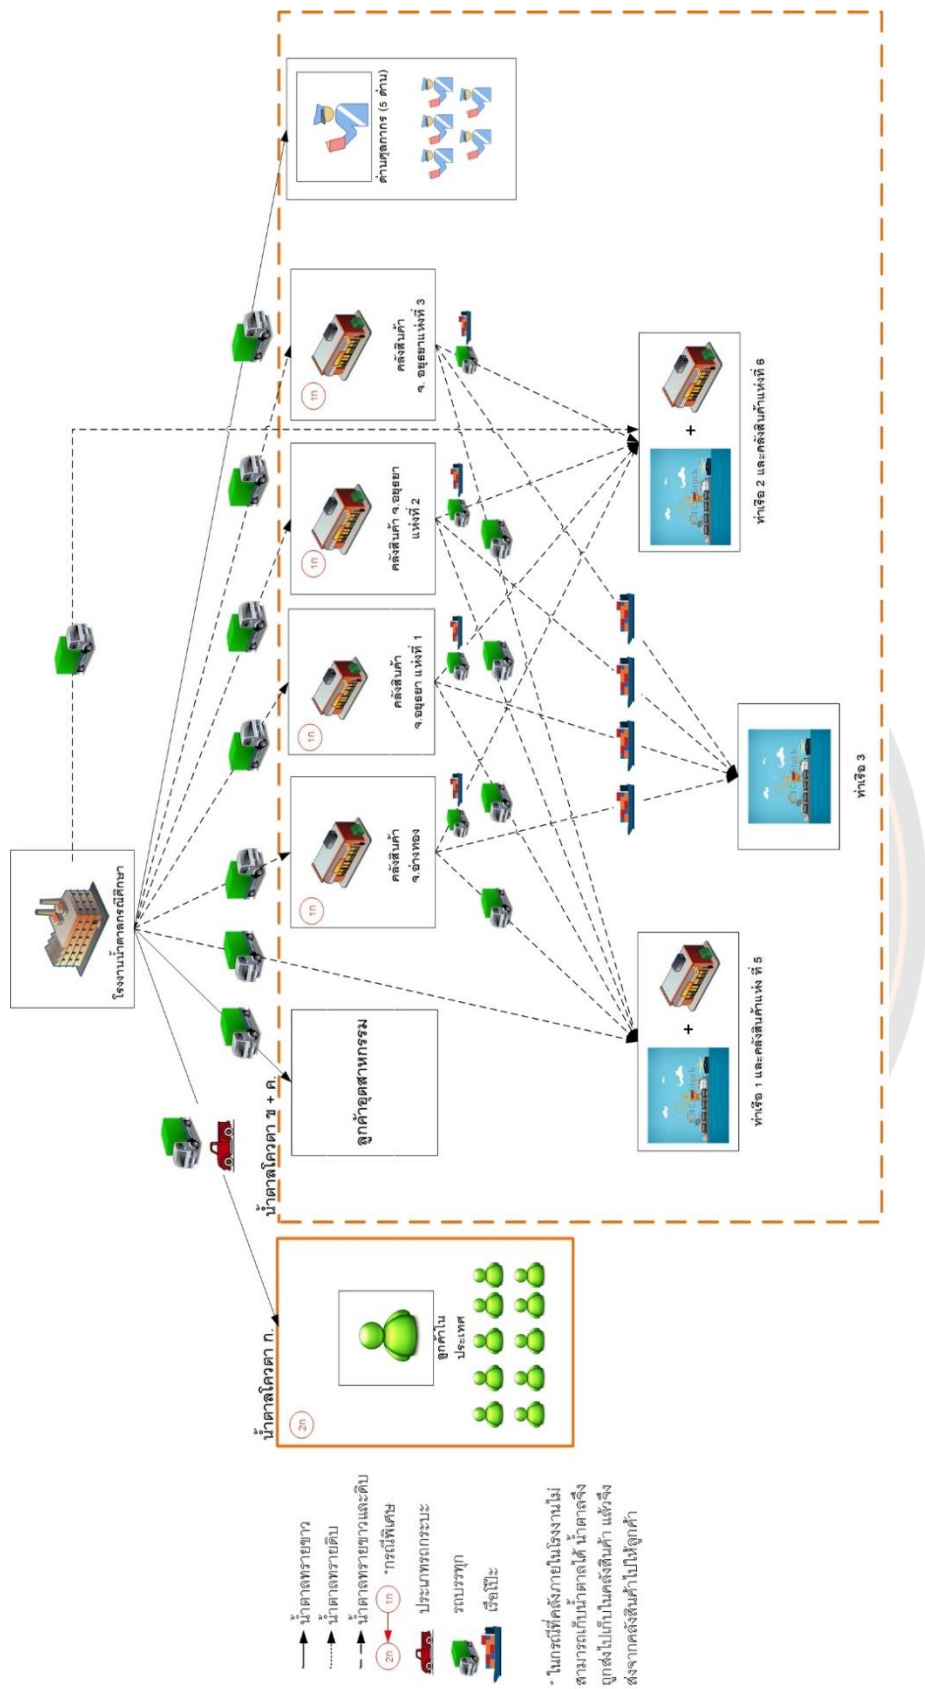 โรงงานน้ำตาลกรณีศึกษา
น้ำตาลโควตา ก.
2ก
ลูกค้าใน
ประเทศ
น้ำตาลโควตา ข + ค.
ลูกค้าอุตสาหกรรม
1ก
คลังสินค้า
จ.อ่างทอง
1ก
คลังสินค้า
จ.อยุธยา แห่งที่ 1
1ก
คลังสินค้า จ.อยุธยา
แห่งที่ 2
1ก
คลังสินค้า
จ. อยุธยาแห่งที่ 3
ด่านศุลกากร (5 ด่าน)
+
ท่าเรือ 1 และคลังสินค้าแห่ง ที่ 5
ท่าเรือ 3
+
ท่าเรือ 2 และคลังสินค้าแห่งที่ 6
น้ำตาลทรายขาว
น้ำตาลทรายดิบ
น้ำตาลทรายขาวและดิบ
2ก 1ก *กรณีพิเศษ
ประเภทรถกระบะ
รถบรรทุก
เรือโป๊ะ
* ในกรณีที่คลังภายในโรงงานไม่
สามารถเก็บน้ำตาลได้ น้ำตาลจึง
ถูกส่งไปเก็บในคลังสินค้า แล้วจึง
ส่งจากคลังสินค้าไปให้ลูกค้า